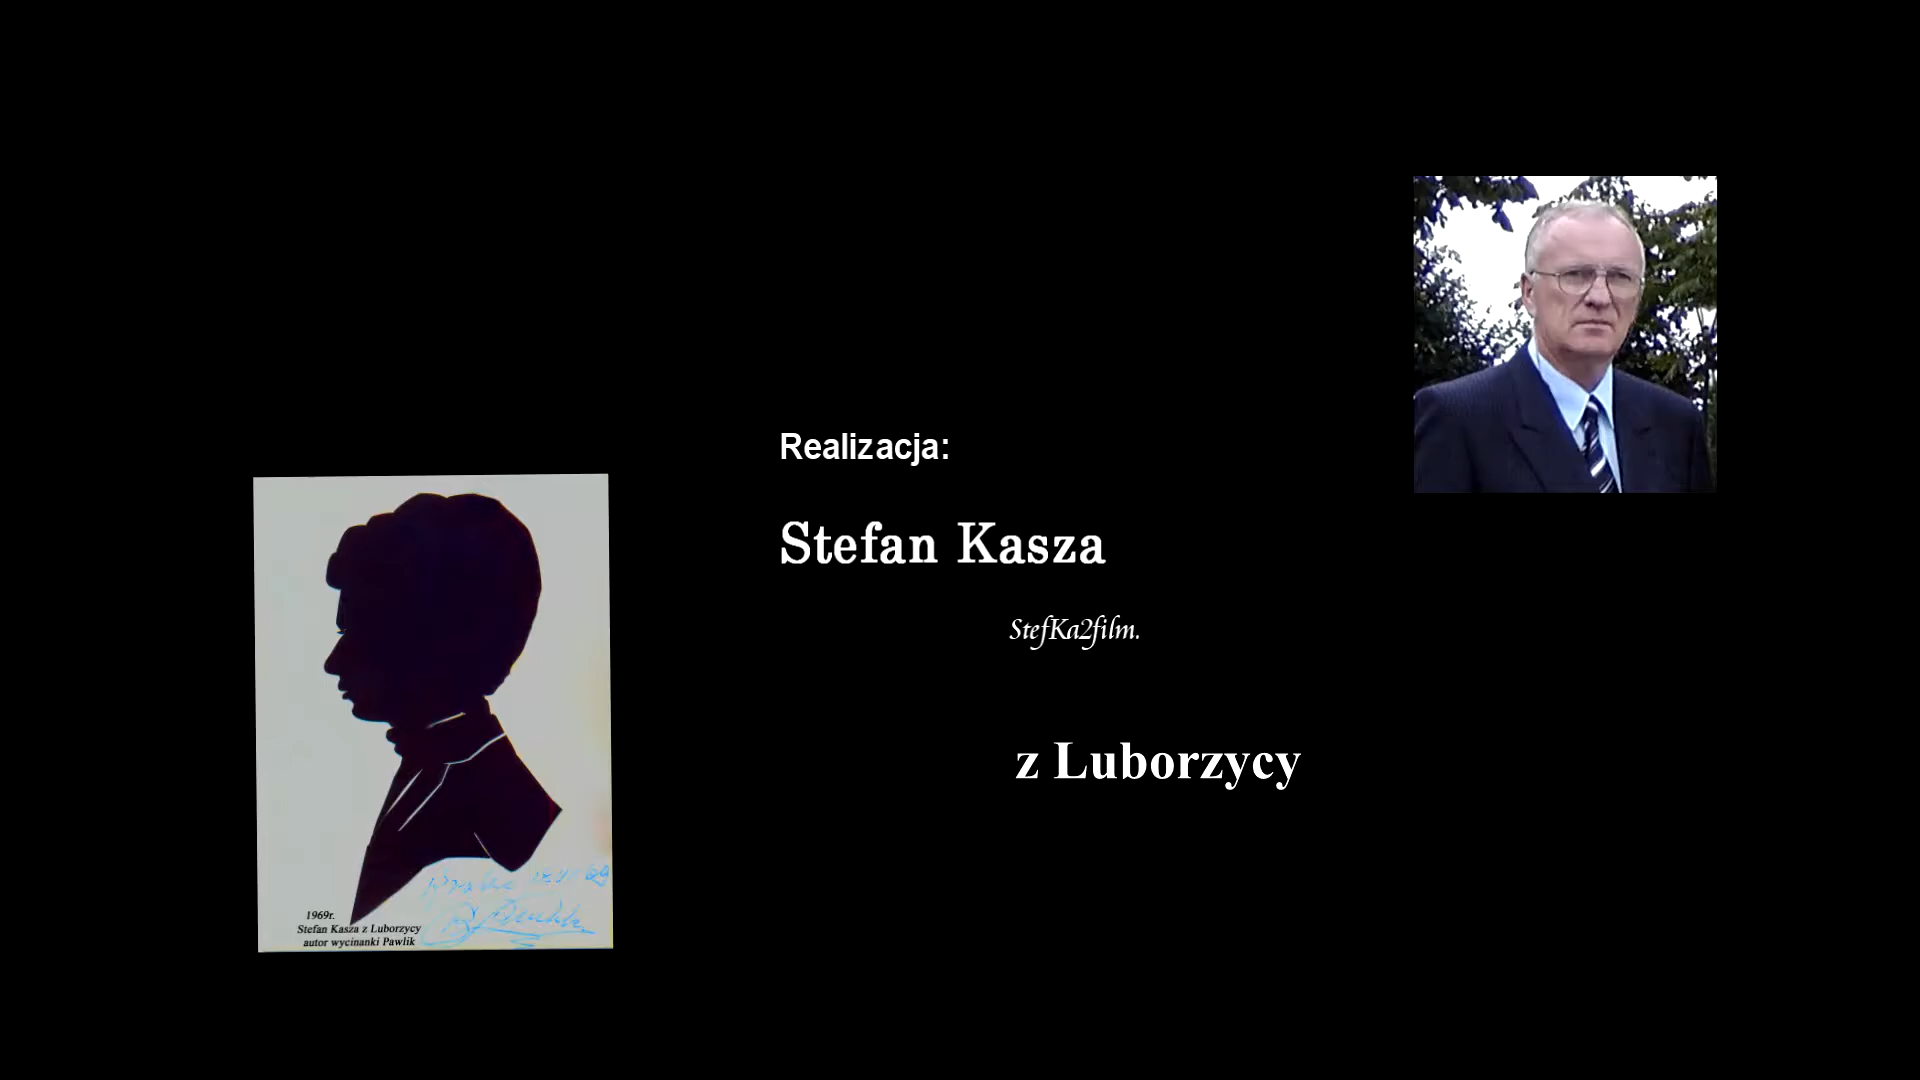 Realizacja:
Stefan Kasza
StefKa2film.
z Luborzycy
1969r.
Stefan Kasza z Luborzycy
autor wycinanki Pawlik